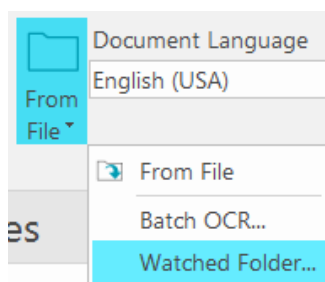 Document Language
English (USA)
From
File
From File
Batch OCR...
Watched Folder...
es